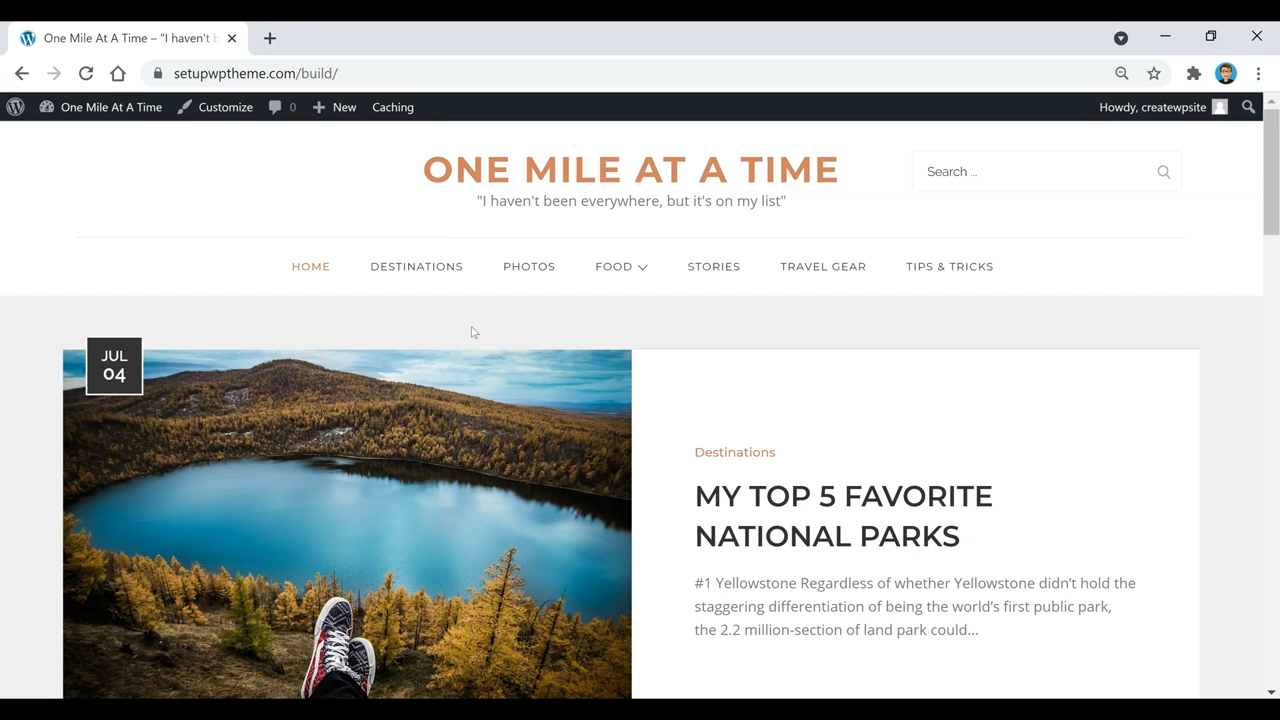 One Mile At A Time – "I haven't b
setupwptheme.com/build/
One Mile At A Time Customize 0 New Caching Howdy, createwpsite
ONE MILE AT A TIME
Search ...
"I haven't been everywhere, but it's on my list"
HOME DESTINATIONS PHOTOS FOOD STORIES TRAVEL GEAR TIPS & TRICKS
JUL
04
Destinations
MY TOP 5 FAVORITE
NATIONAL PARKS
#1 Yellowstone Regardless of whether Yellowstone didn’t hold the
staggering differentiation of being the world’s first public park,
the 2.2 million-section of land park could...